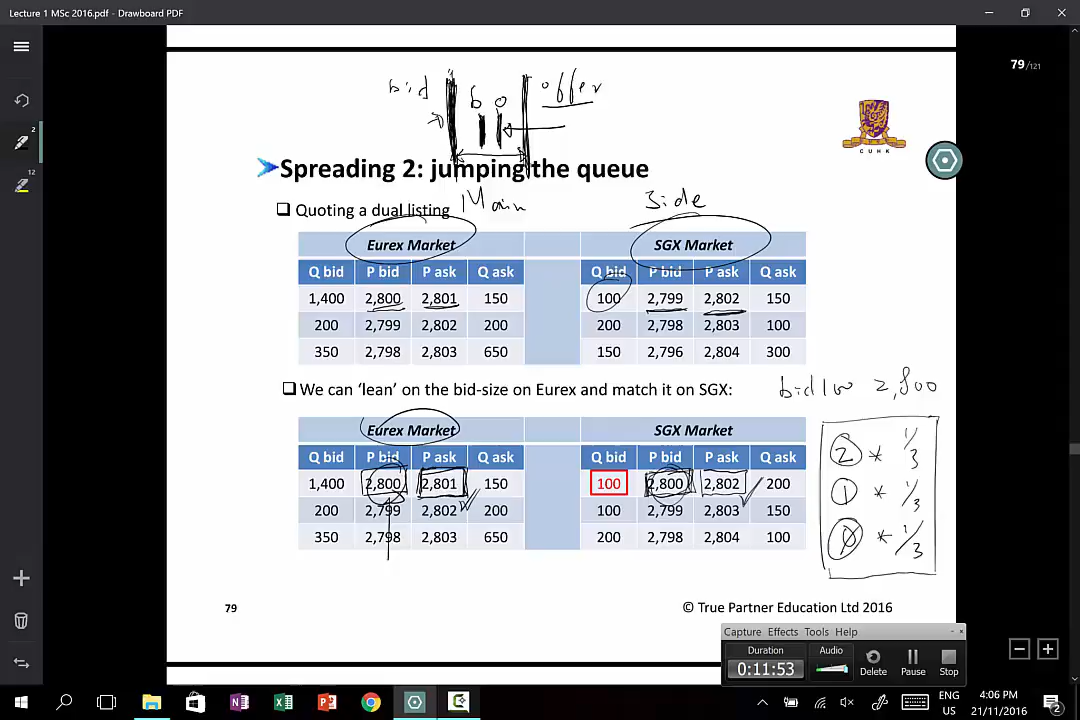 Lecture 1 MSc 2016.pdf - Drawboard PDF
79 /121
bid
b o
offer
CUHK
Spreading 2: jumping the queue
Quoting a dual listing
Main
Side
Eurex Market SGX Market
Q bid P bid P ask Q ask Q bid P bid P ask Q ask
1,400 2,800 2,801 150 100 2,799 2,802 150
200 2,799 2,802 200 200 2,798 2,803 100
350 2,798 2,803 650 150 2,796 2,804 300
We can ‘lean’ on the bid-size on Eurex and match it on SGX:
2,800
Eurex Market SGX Market
Q bid P bid P ask Q ask Q bid P bid P ask Q ask
1,400 2,800 2,801 150 100 2,800 2,802 200
200 2,799 2,802 200 100 2,799 2,803 150
350 2,798 2,803 650 200 2,798 2,804 100
2 * 1/3
1 * 1/3
0 * 1/3
79
© True Partner Education Ltd 2016
Capture Effects Tools Help
Duration Audio
0:11:53
Delete Pause Stop
2
12
ENG
US
4:06 PM
21/11/2016
2